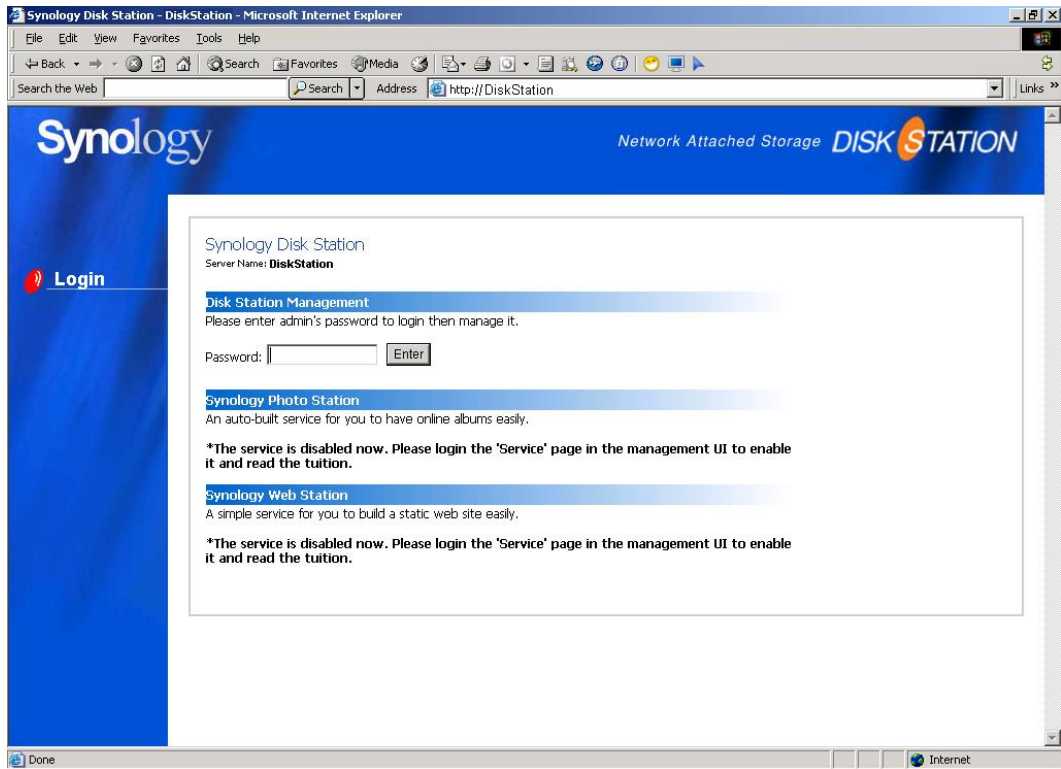 Synology Disk Station - DiskStation - Microsoft Internet Explorer
File Edit View Favorites Tools Help
Back Search Favorites Media
Search the Web Search Address http://DiskStation Links »
Synology
Network Attached Storage DISK STATION
Login
Synology Disk Station
Server Name: DiskStation
Disk Station Management
Please enter admin's password to login then manage it.
Password: Enter
Synology Photo Station
An auto-built service for you to have online albums easily.
*The service is disabled now. Please login the 'Service' page in the management UI to enable
it and read the tuition.
Synology Web Station
A simple service for you to build a static web site easily.
*The service is disabled now. Please login the 'Service' page in the management UI to enable
it and read the tuition.
Done Internet